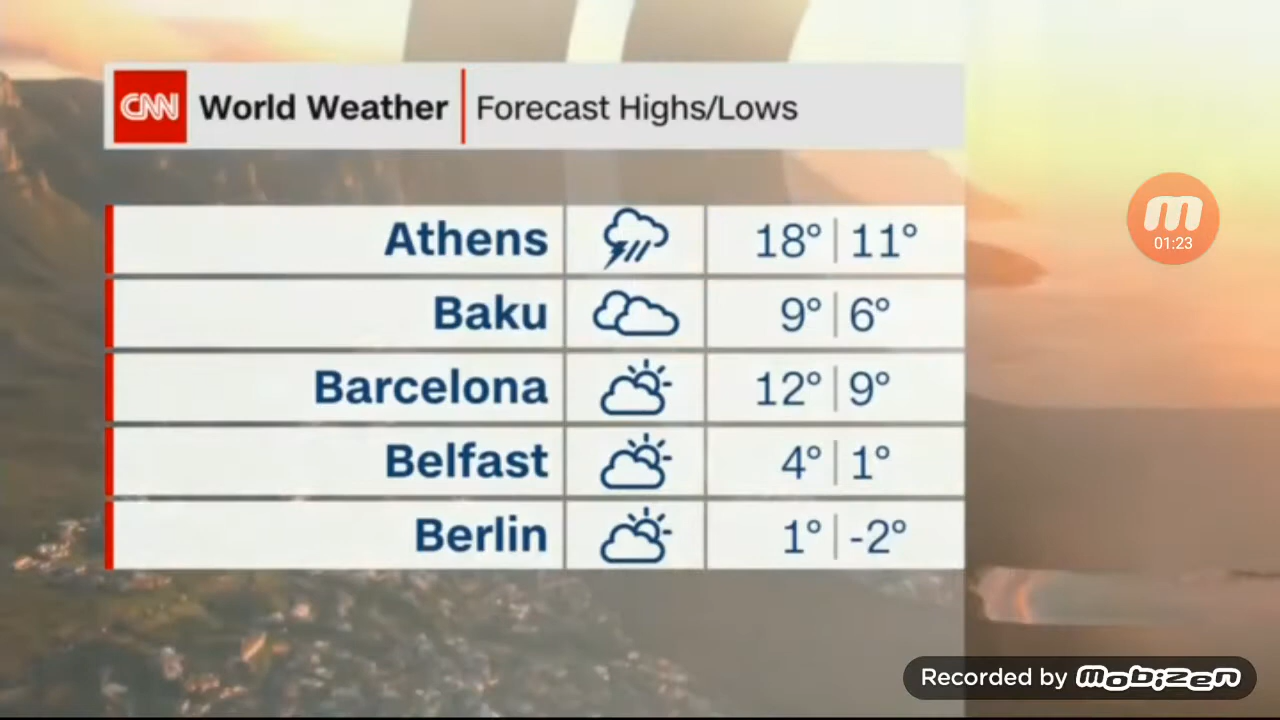 CNN World Weather Forecast Highs/Lows
Athens 18° 11°
01:23
Baku 9° 6°
Barcelona 12° 9°
Belfast 4° 1°
Berlin 1° -2°
Recorded by mobizen